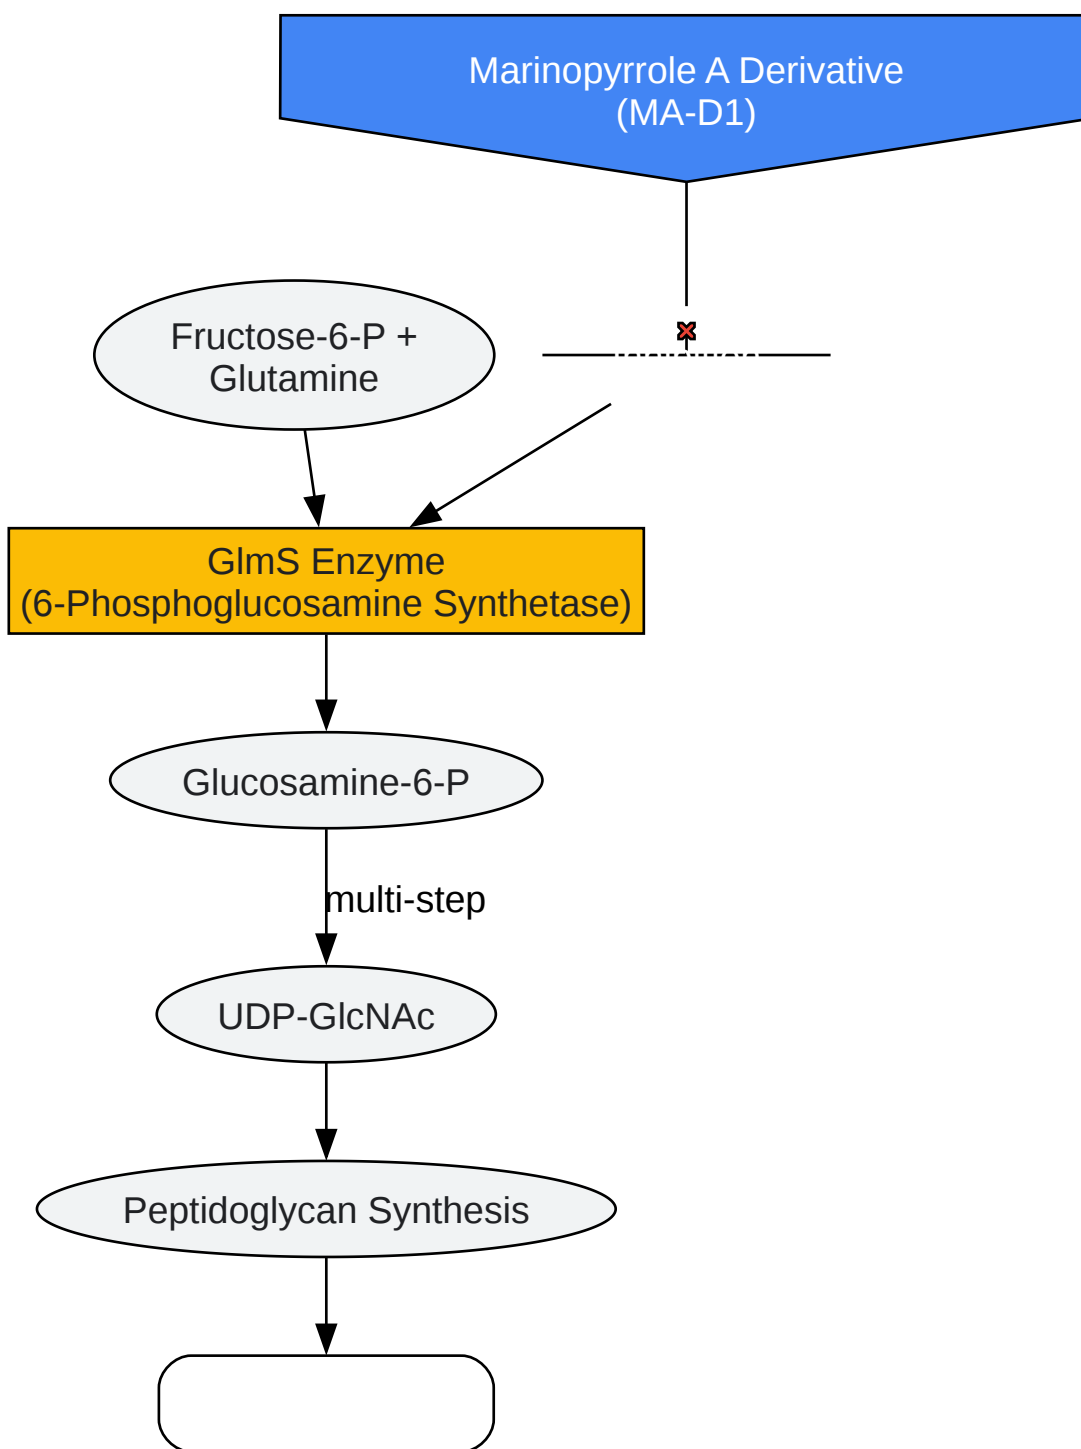 Marinopyrrole A Derivative
(MA-D1)
Fructose-6-P +
Glutamine
GlmS Enzyme
(6-Phosphoglucosamine Synthetase)
Glucosamine-6-P
multi-step
UDP-GlcNAc
Peptidoglycan Synthesis